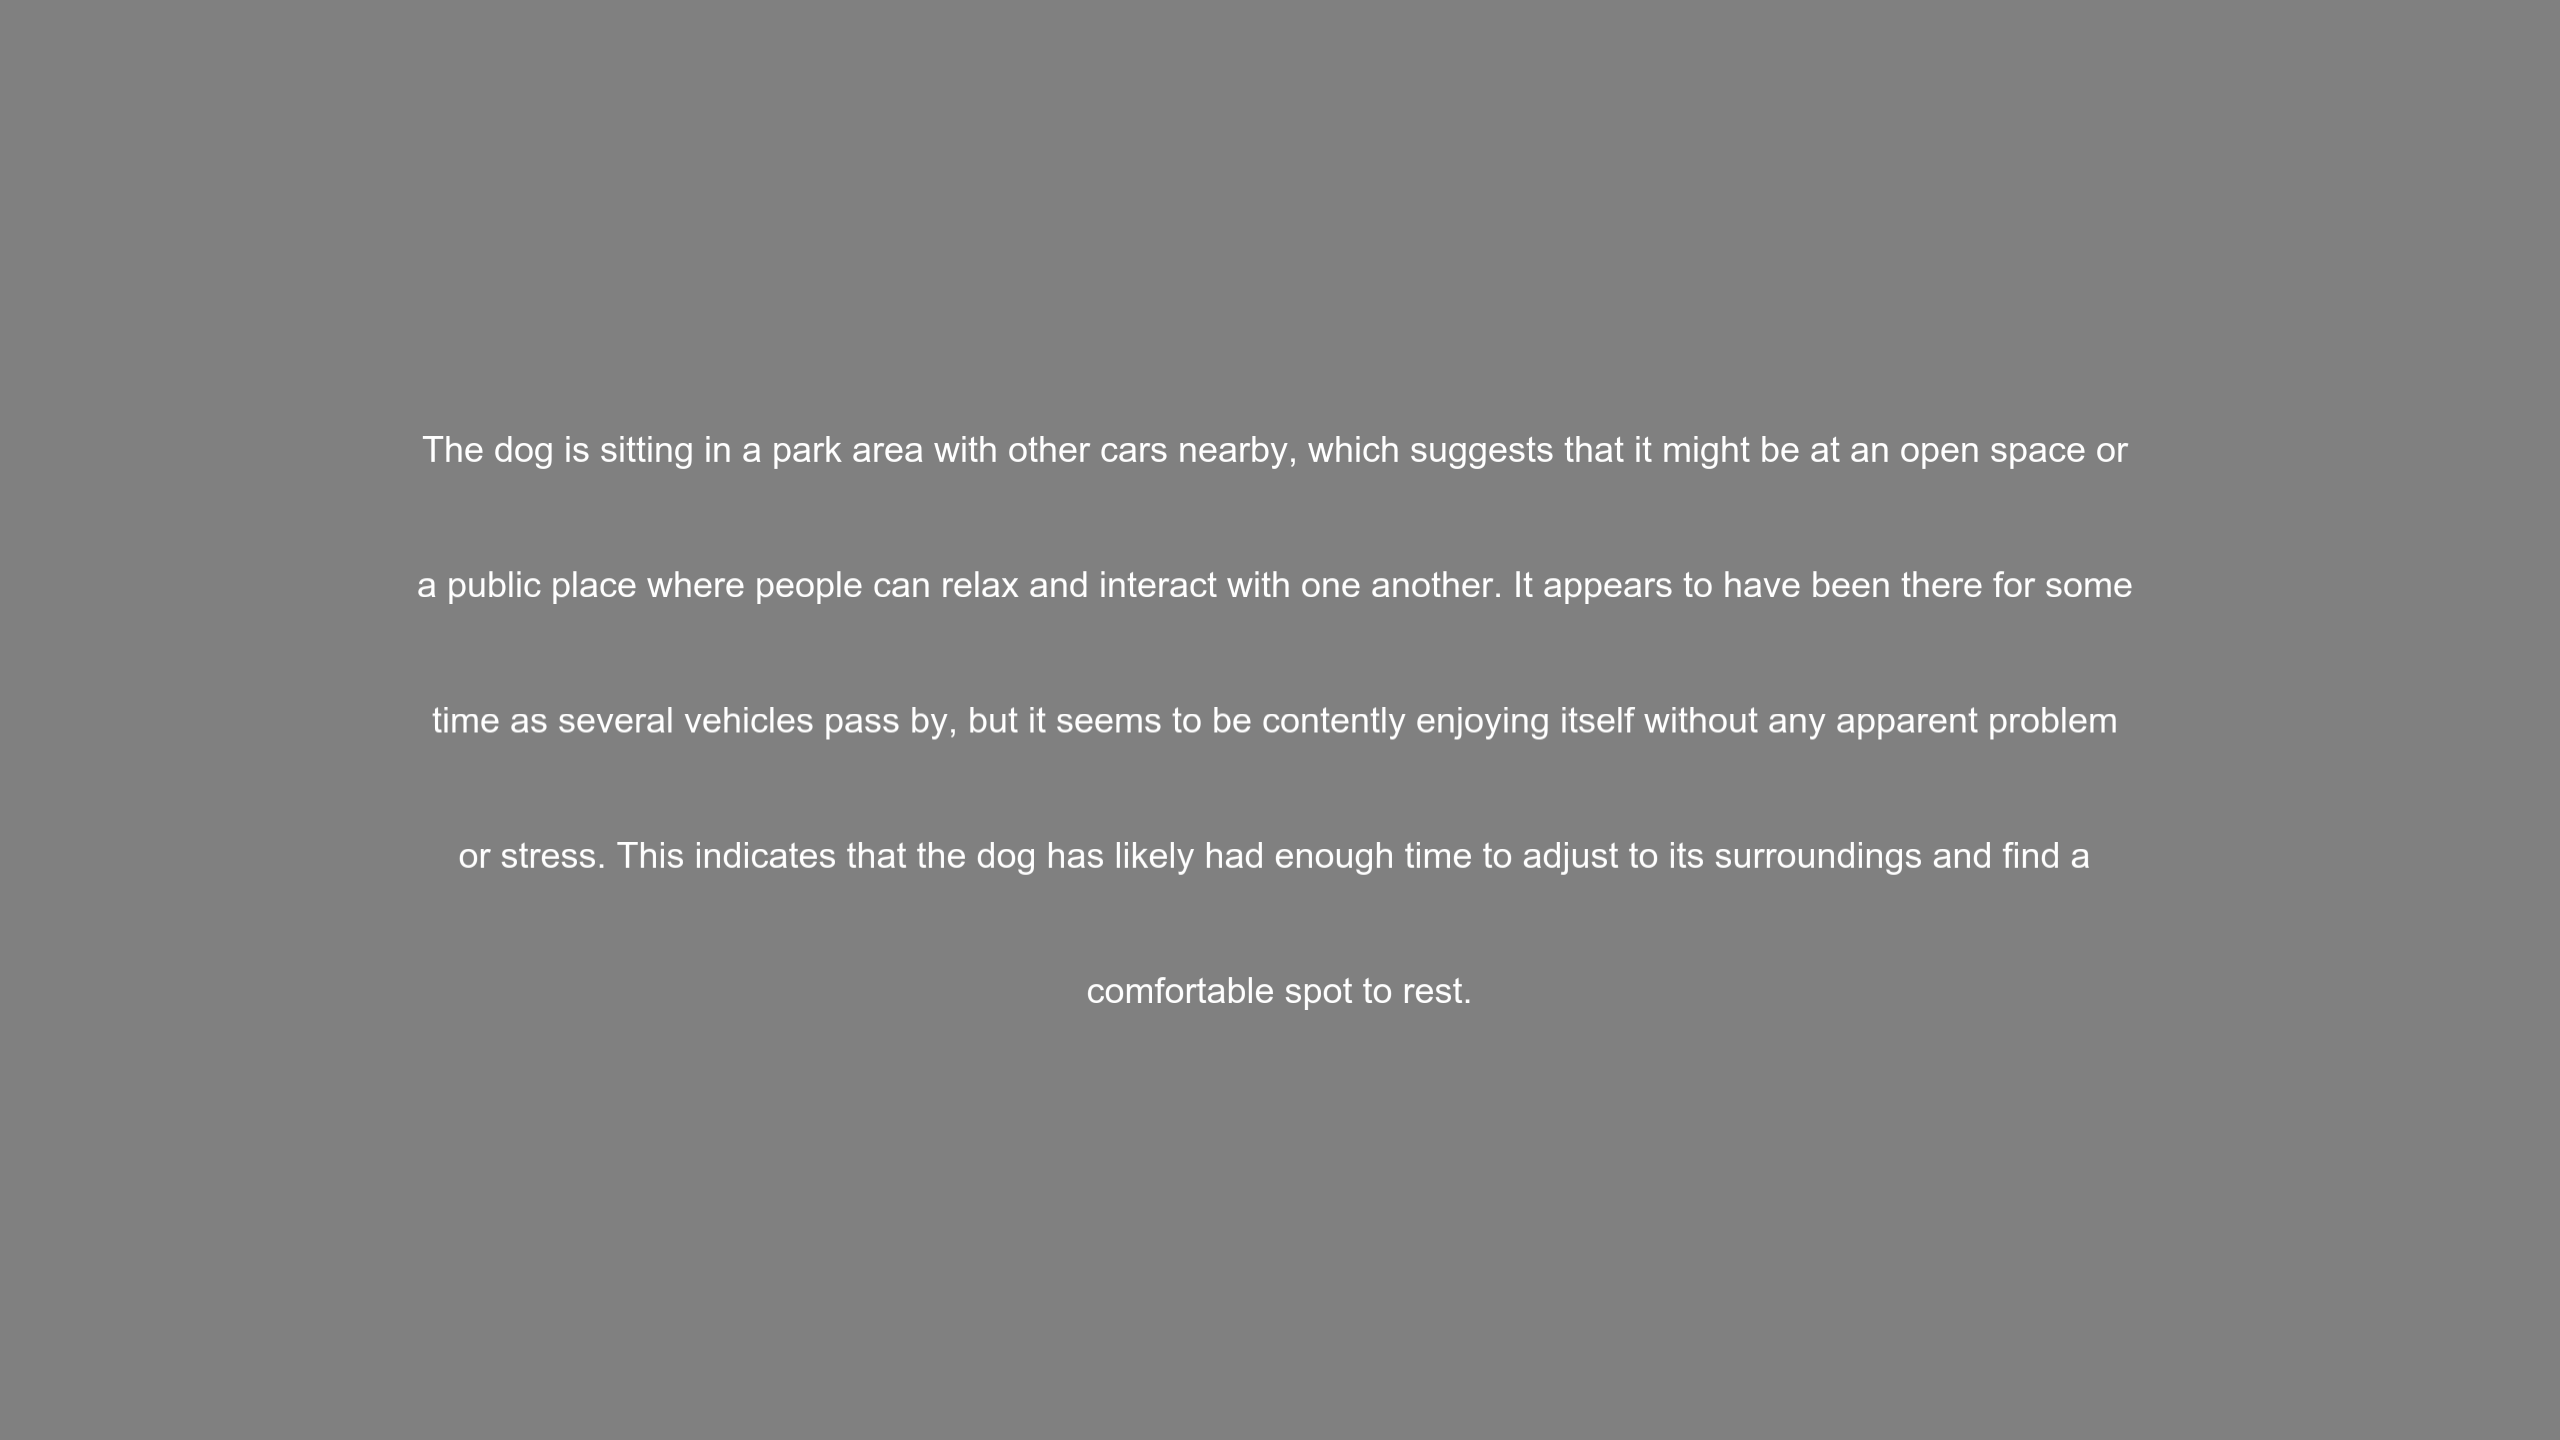 The dog is sitting in a park area with other cars nearby, which suggests that it might be at an open space or
a public place where people can relax and interact with one another. It appears to have been there for some
time as several vehicles pass by, but it seems to be contently enjoying itself without any apparent problem
or stress. This indicates that the dog has likely had enough time to adjust to its surroundings and find a
comfortable spot to rest.